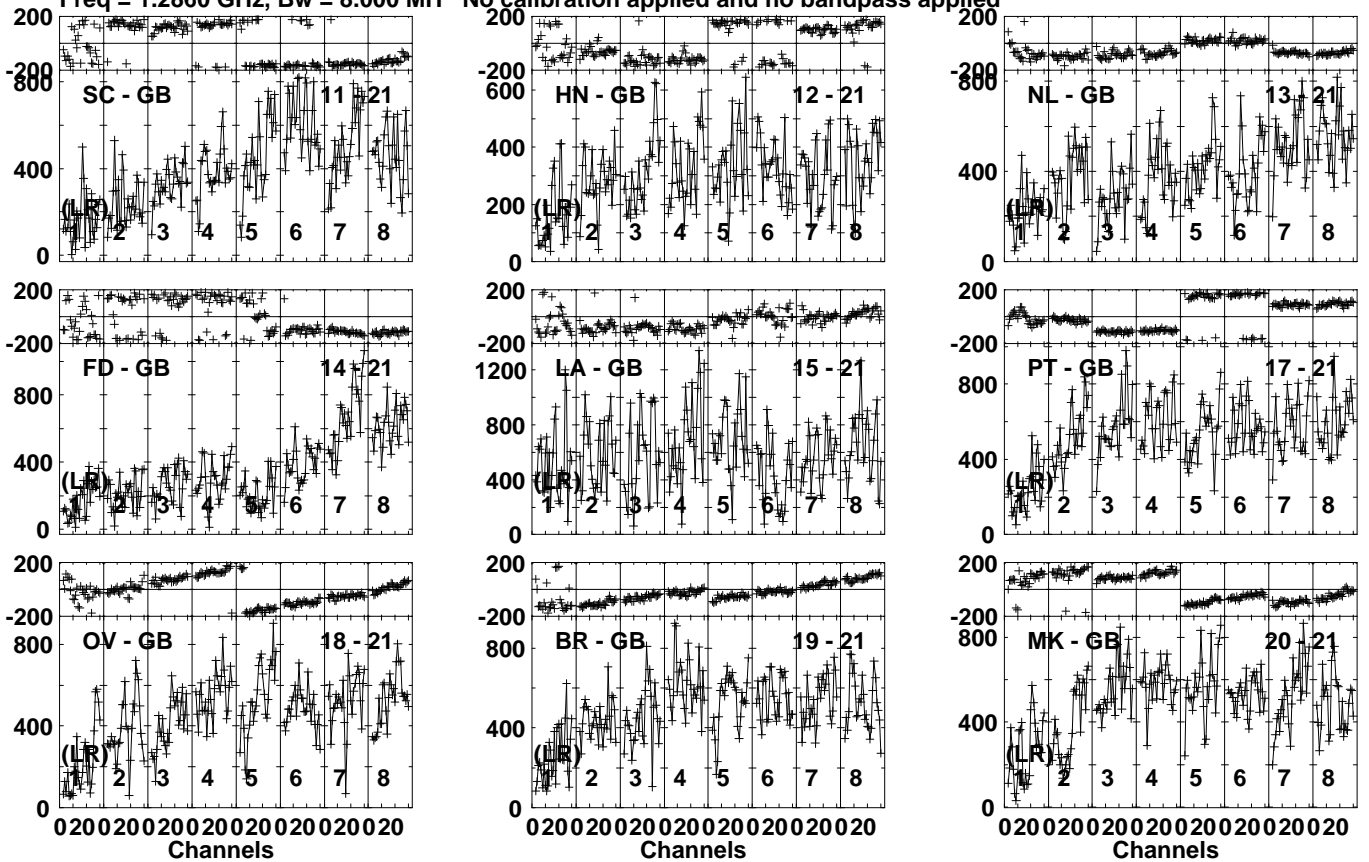 Freq = 1.2860 GHz, Bw = 8.000 MH No calibration applied and no bandpass applied
200 200 200
-200 -200 -200
800 SC - GB 11 - 21 600 HN - GB 12 - 21 800 NL - GB 13 - 21
400 400 400
(LR) 200 (LR) (LR)
1 2 3 4 5 6 7 8 1 2 3 4 5 6 7 8 1 2 3 4 5 6 7 8
0 0 0
200 200 200
-200 -200 -200
FD - GB 14 - 21 1200 LA - GB 15 - 21 PT - GB 17 - 21
800 800 800
400 400 400
(LR) (LR) (LR)
1 2 3 4 5 6 7 8 1 2 3 4 5 6 7 8 1 2 3 4 5 6 7 8
0 0 0
200 200 200
-200 -200 -200
800 OV - GB 18 - 21 800 BR - GB 19 - 21 800 MK - GB 20 - 21
400 400 400
(LR) (LR) (LR)
1 2 3 4 5 6 7 8 1 2 3 4 5 6 7 8 1 2 3 4 5 6 7 8
0 0 0
0 20 0 20 0 20 0 20 0 20 0 20 0 20 0 20 0 20 0 20 0 20 0 20 0 20 0 20 0 20 0 20 0 20 0 20 0 20 0 20 0 20 0 20 0 20 0 20
Channels Channels Channels